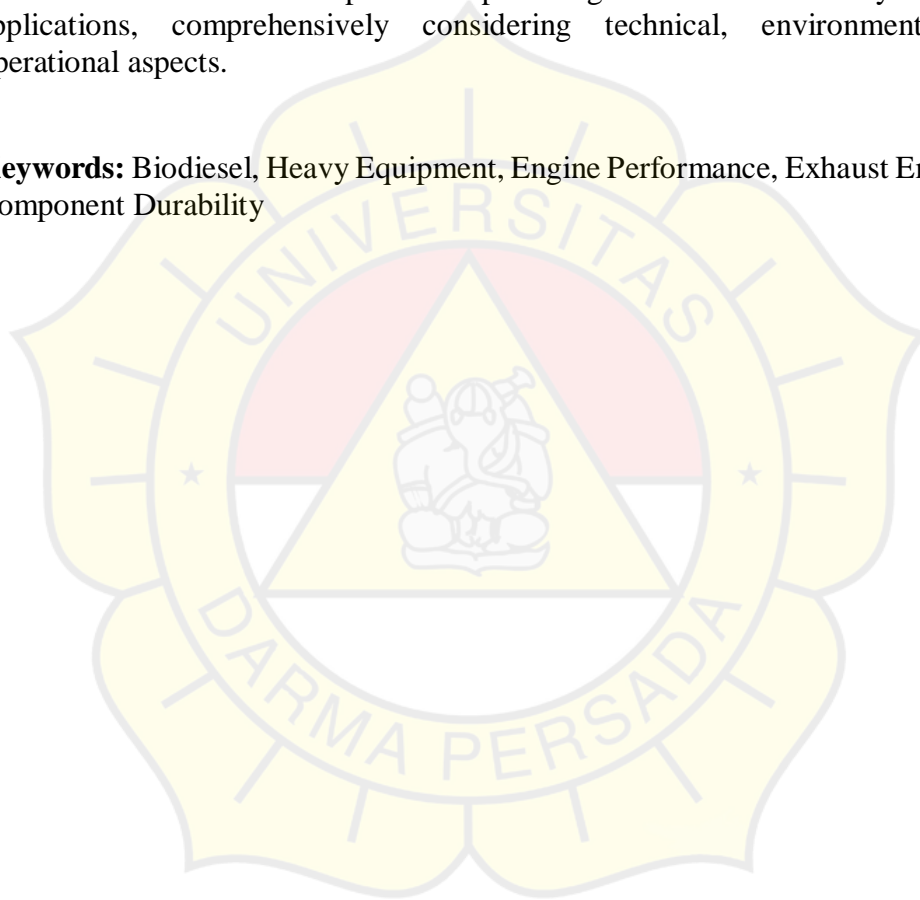 pplications, comprehensively considering technical, environment
perational aspects.
eywords: Biodiesel, Heavy Equipment, Engine Performance, Exhaust Er
omponent Durability
UNIVERSITAS
DARMA PERSADA